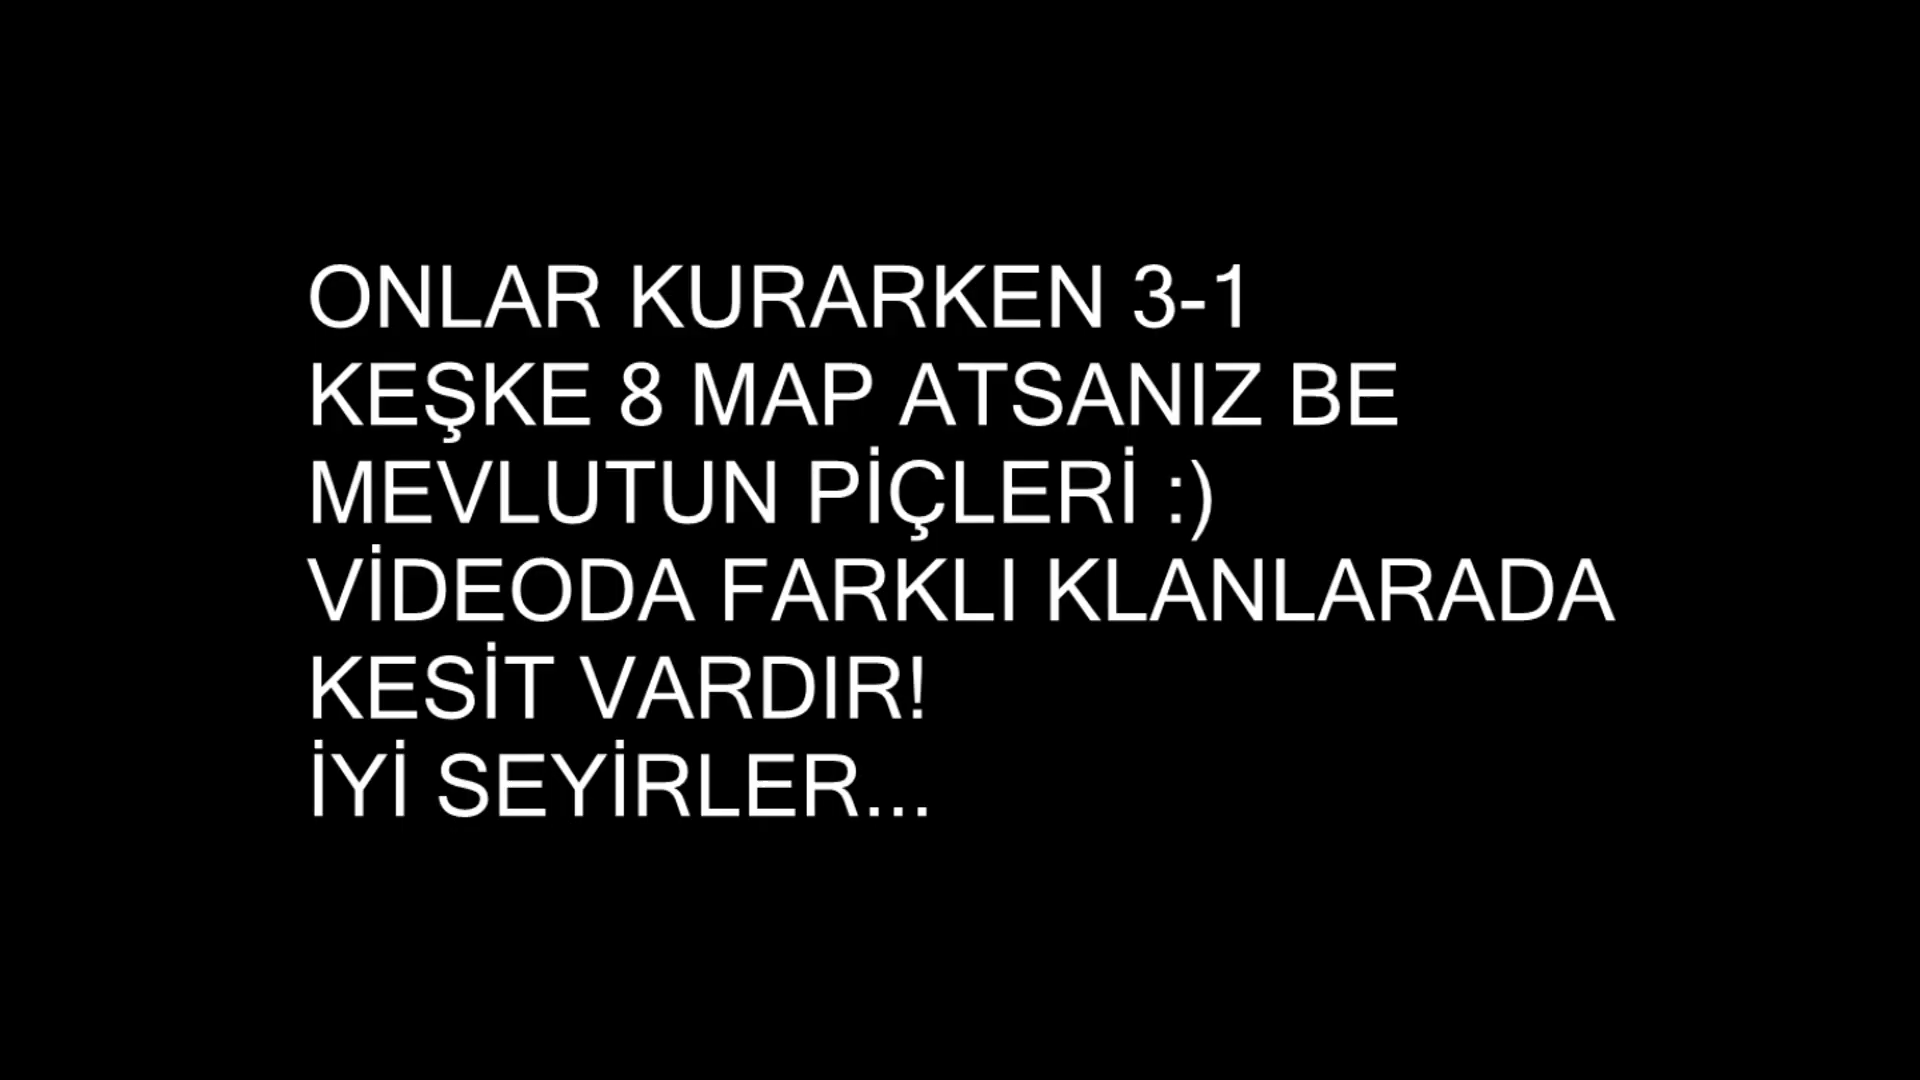 ONLAR KURARKEN 3-1
KEŞKE 8 MAP ATSANIZ BE
MEVLUTUN PİÇLERİ :)
VİDEODA FARKLI KLANLARADA
KESİT VARDIR!
İYİ SEYİRLER...